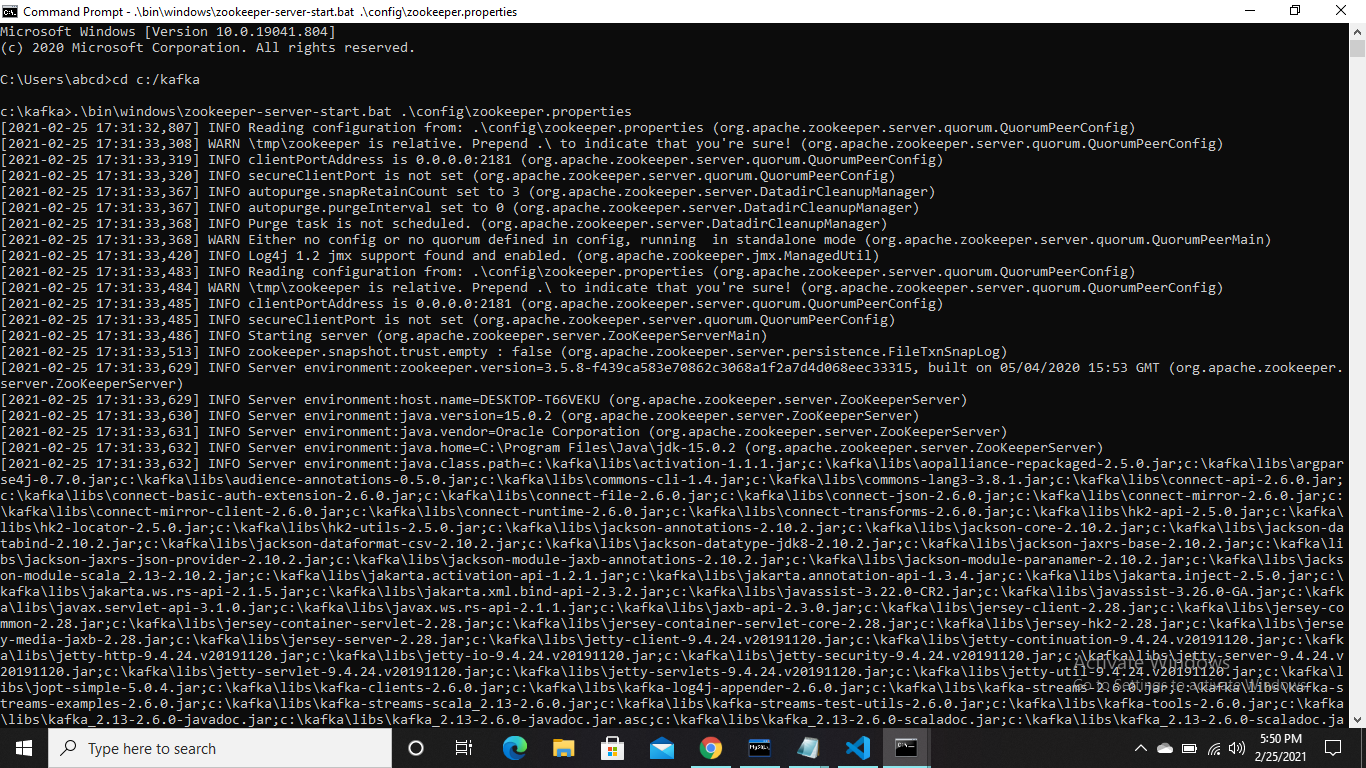 Command Prompt - .\bin\windows\zookeeper-server-start.bat .\config\zookeeper.properties
Microsoft Windows [Version 10.0.19041.804]
(c) 2020 Microsoft Corporation. All rights reserved.
C:\Users\abcd>cd c:/kafka
c:\kafka>.\bin\windows\zookeeper-server-start.bat .\config\zookeeper.properties
[2021-02-25 17:31:32,807] INFO Reading configuration from: .\config\zookeeper.properties (org.apache.zookeeper.server.quorum.QuorumPeerConfig)
[2021-02-25 17:31:33,308] WARN \tmp\zookeeper is relative. Prepend .\ to indicate that you're sure! (org.apache.zookeeper.server.quorum.QuorumPeerConfig)
[2021-02-25 17:31:33,319] INFO clientPortAddress is 0.0.0.0:2181 (org.apache.zookeeper.server.quorum.QuorumPeerConfig)
[2021-02-25 17:31:33,320] INFO secureClientPort is not set (org.apache.zookeeper.server.quorum.QuorumPeerConfig)
[2021-02-25 17:31:33,367] INFO autopurge.snapRetainCount set to 3 (org.apache.zookeeper.server.DatadirCleanupManager)
[2021-02-25 17:31:33,367] INFO autopurge.purgeInterval set to 0 (org.apache.zookeeper.server.DatadirCleanupManager)
[2021-02-25 17:31:33,368] INFO Purge task is not scheduled. (org.apache.zookeeper.server.DatadirCleanupManager)
[2021-02-25 17:31:33,368] WARN Either no config or no quorum defined in config, running  in standalone mode (org.apache.zookeeper.server.quorum.QuorumPeerMain)
[2021-02-25 17:31:33,420] INFO Log4j 1.2 jmx support found and enabled. (org.apache.zookeeper.jmx.ManagedUtil)
[2021-02-25 17:31:33,483] INFO Reading configuration from: .\config\zookeeper.properties (org.apache.zookeeper.server.quorum.QuorumPeerConfig)
[2021-02-25 17:31:33,484] WARN \tmp\zookeeper is relative. Prepend .\ to indicate that you're sure! (org.apache.zookeeper.server.quorum.QuorumPeerConfig)
[2021-02-25 17:31:33,485] INFO clientPortAddress is 0.0.0.0:2181 (org.apache.zookeeper.server.quorum.QuorumPeerConfig)
[2021-02-25 17:31:33,485] INFO secureClientPort is not set (org.apache.zookeeper.server.quorum.QuorumPeerConfig)
[2021-02-25 17:31:33,486] INFO Starting server (org.apache.zookeeper.server.ZooKeeperServerMain)
[2021-02-25 17:31:33,513] INFO zookeeper.snapshot.trust.empty : false (org.apache.zookeeper.server.persistence.FileTxnSnapLog)
[2021-02-25 17:31:33,629] INFO Server environment:zookeeper.version=3.5.8-f439ca583e70862c3068a1f2a7d4d068eec33315, built on 05/04/2020 15:53 GMT (org.apache.zookeeper.
server.ZooKeeperServer)
[2021-02-25 17:31:33,629] INFO Server environment:host.name=DESKTOP-T66VEKU (org.apache.zookeeper.server.ZooKeeperServer)
[2021-02-25 17:31:33,630] INFO Server environment:java.version=15.0.2 (org.apache.zookeeper.server.ZooKeeperServer)
[2021-02-25 17:31:33,631] INFO Server environment:java.vendor=Oracle Corporation (org.apache.zookeeper.server.ZooKeeperServer)
[2021-02-25 17:31:33,632] INFO Server environment:java.home=C:\Program Files\Java\jdk-15.0.2 (org.apache.zookeeper.server.ZooKeeperServer)
[2021-02-25 17:31:33,632] INFO Server environment:java.class.path=c:\kafka\libs\activation-1.1.1.jar;c:\kafka\libs\aopalliance-repackaged-2.5.0.jar;c:\kafka\libs\argpar
se4j-0.7.0.jar;c:\kafka\libs\audience-annotations-0.5.0.jar;c:\kafka\libs\commons-cli-1.4.jar;c:\kafka\libs\commons-lang3-3.8.1.jar;c:\kafka\libs\connect-api-2.6.0.jar;
c:\kafka\libs\connect-basic-auth-extension-2.6.0.jar;c:\kafka\libs\connect-file-2.6.0.jar;c:\kafka\libs\connect-json-2.6.0.jar;c:\kafka\libs\connect-mirror-2.6.0.jar;c:
\kafka\libs\connect-mirror-client-2.6.0.jar;c:\kafka\libs\connect-runtime-2.6.0.jar;c:\kafka\libs\connect-transforms-2.6.0.jar;c:\kafka\libs\hk2-api-2.5.0.jar;c:\kafka\
libs\hk2-locator-2.5.0.jar;c:\kafka\libs\hk2-utils-2.5.0.jar;c:\kafka\libs\jackson-annotations-2.10.2.jar;c:\kafka\libs\jackson-core-2.10.2.jar;c:\kafka\libs\jackson-da
tabind-2.10.2.jar;c:\kafka\libs\jackson-dataformat-csv-2.10.2.jar;c:\kafka\libs\jackson-datatype-jdk8-2.10.2.jar;c:\kafka\libs\jackson-jaxrs-base-2.10.2.jar;c:\kafka\li
bs\jackson-jaxrs-json-provider-2.10.2.jar;c:\kafka\libs\jackson-module-jaxb-annotations-2.10.2.jar;c:\kafka\libs\jackson-module-paranamer-2.10.2.jar;c:\kafka\libs\jacks
on-module-scala_2.13-2.10.2.jar;c:\kafka\libs\jakarta.activation-api-1.2.1.jar;c:\kafka\libs\jakarta.annotation-api-1.3.4.jar;c:\kafka\libs\jakarta.inject-2.5.0.jar;c:\
kafka\libs\jakarta.ws.rs-api-2.1.5.jar;c:\kafka\libs\jakarta.xml.bind-api-2.3.2.jar;c:\kafka\libs\javassist-3.22.0-CR2.jar;c:\kafka\libs\javassist-3.26.0-GA.jar;c:\kafk
a\libs\javax.servlet-api-3.1.0.jar;c:\kafka\libs\javax.ws.rs-api-2.1.1.jar;c:\kafka\libs\jaxb-api-2.3.0.jar;c:\kafka\libs\jersey-client-2.28.jar;c:\kafka\libs\jersey-co
mmon-2.28.jar;c:\kafka\libs\jersey-container-servlet-2.28.jar;c:\kafka\libs\jersey-container-servlet-core-2.28.jar;c:\kafka\libs\jersey-hk2-2.28.jar;c:\kafka\libs\jerse
y-media-jaxb-2.28.jar;c:\kafka\libs\jersey-server-2.28.jar;c:\kafka\libs\jetty-client-9.4.24.v20191120.jar;c:\kafka\libs\jetty-continuation-9.4.24.v20191120.jar;c:\kafk
a\libs\jetty-http-9.4.24.v20191120.jar;c:\kafka\libs\jetty-io-9.4.24.v20191120.jar;c:\kafka\libs\jetty-security-9.4.24.v20191120.jar;c:\kafka\libs\jetty-server-9.4.24.v
20191120.jar;c:\kafka\libs\jetty-servlet-9.4.24.v20191120.jar;c:\kafka\libs\jetty-servlets-9.4.24.v20191120.jar;c:\kafka\libs\jetty-util-9.4.24.v20191120.jar;c:\kafka\l
ibs\jopt-simple-5.0.4.jar;c:\kafka\libs\kafka-clients-2.6.0.jar;c:\kafka\libs\kafka-log4j-appender-2.6.0.jar;c:\kafka\libs\kafka-streams-2.6.0.jar;c:\kafka\libs\kafka-s
treams-examples-2.6.0.jar;c:\kafka\libs\kafka-streams-scala_2.13-2.6.0.jar;c:\kafka\libs\kafka-streams-test-utils-2.6.0.jar;c:\kafka\libs\kafka-tools-2.6.0.jar;c:\kafka
\libs\kafka_2.13-2.6.0-javadoc.jar;c:\kafka\libs\kafka_2.13-2.6.0-javadoc.jar.asc;c:\kafka\libs\kafka_2.13-2.6.0-scaladoc.jar;c:\kafka\libs\kafka_2.13-2.6.0-scaladoc.ja
Activate Windows
Go to Settings to activate Windows.
Type here to search
MySQL
5:50 PM
2/25/2021